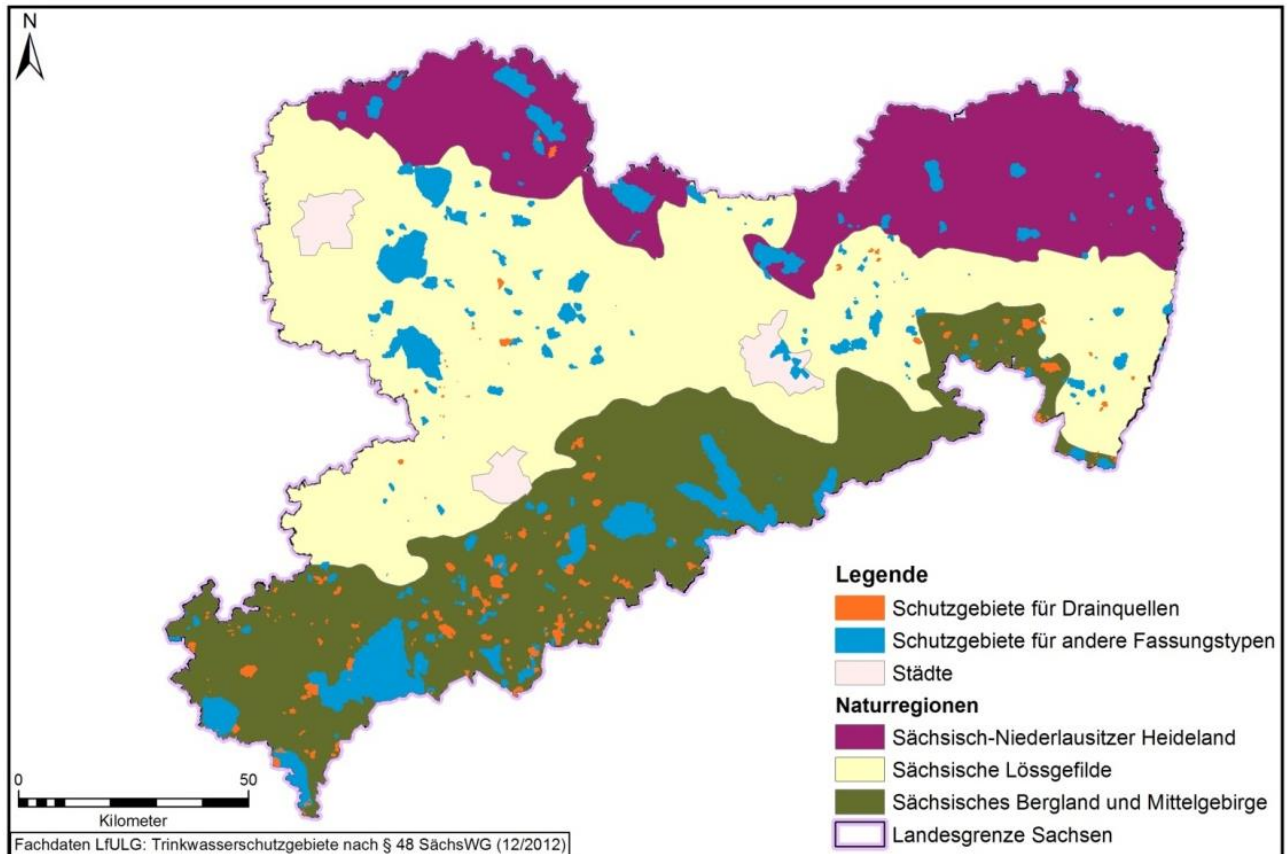 N
Legende
Schutzgebiete für Drainquellen
Schutzgebiete für andere Fassungstypen
Städte
Naturregionen
Sächsisch-Niederlausitzer Heideland
Sächsische Lössgefilde
Sächsisches Bergland und Mittelgebirge
Landesgrenze Sachsen
0 50
Kilometer
Fachdaten LfULG: Trinkwasserschutzgebiete nach § 48 SächsWG (12/2012)